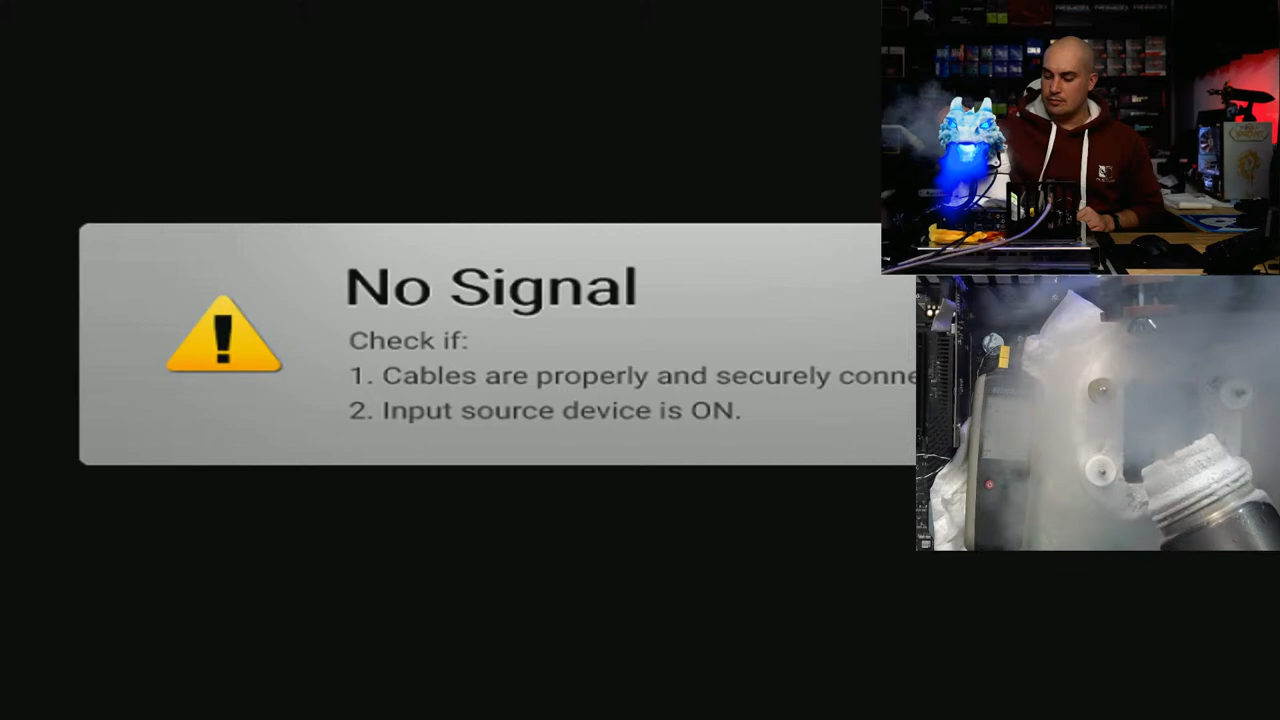 No Signal
Check if:
1. Cables are properly and securely conne
2. Input source device is ON.